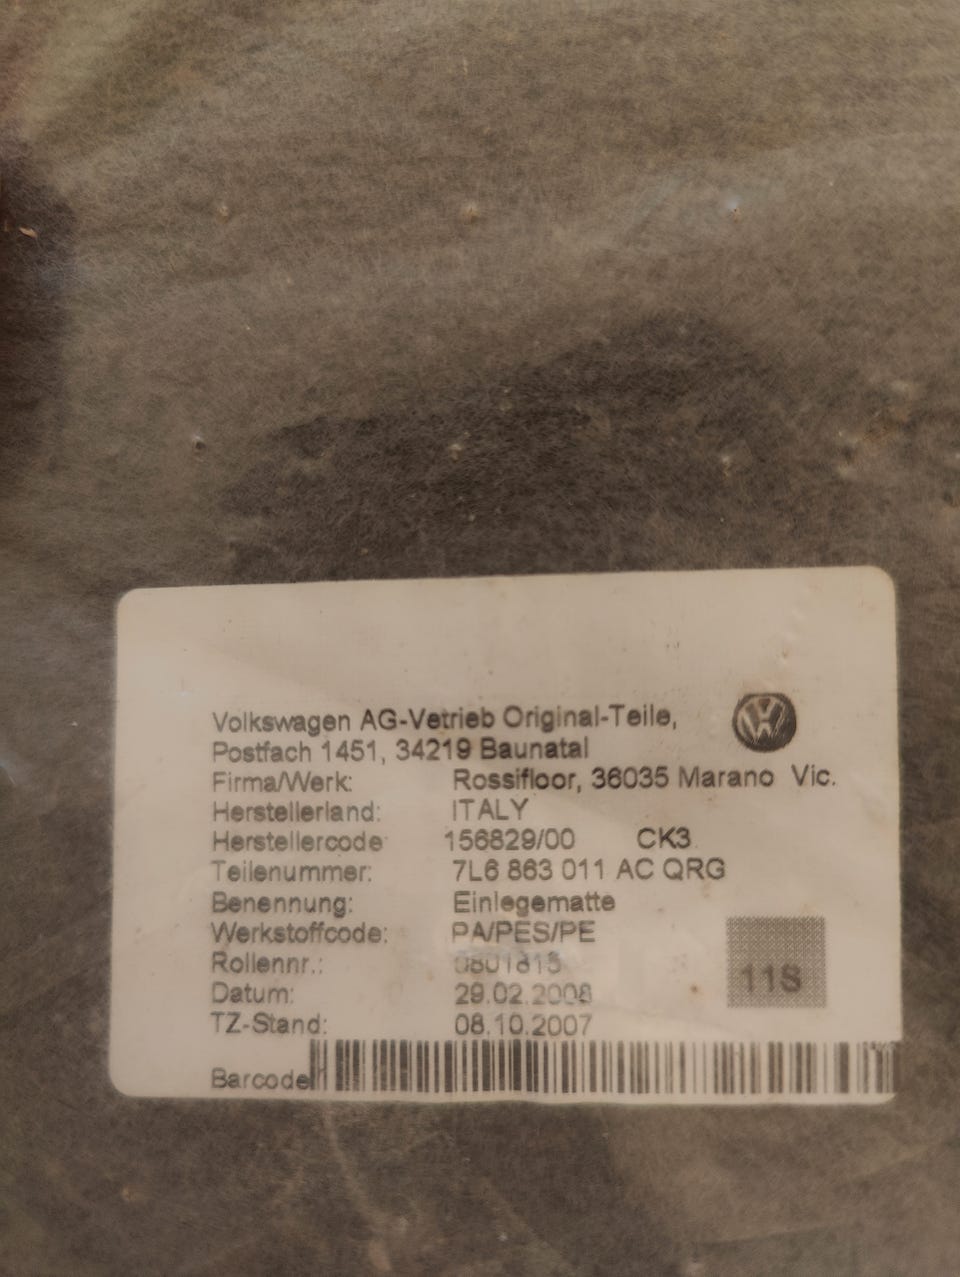 Volkswagen AG-Vetrieb Original-Teile,
Postfach 1451, 34219 Baunatal
Firma/Werk: Rossifloor, 36035 Marano Vic.
Herstellerland: ITALY
Herstellercode: 156829/00 CK3
Teilenummer: 7L6 863 011 AC QRG
Benennung: Einlegematte
Werkstoffcode: PA/PES/PE
Rollennr.: 0801815
Datum: 29.02.2008
TZ-Stand: 08.10.2007
11S
Barcode